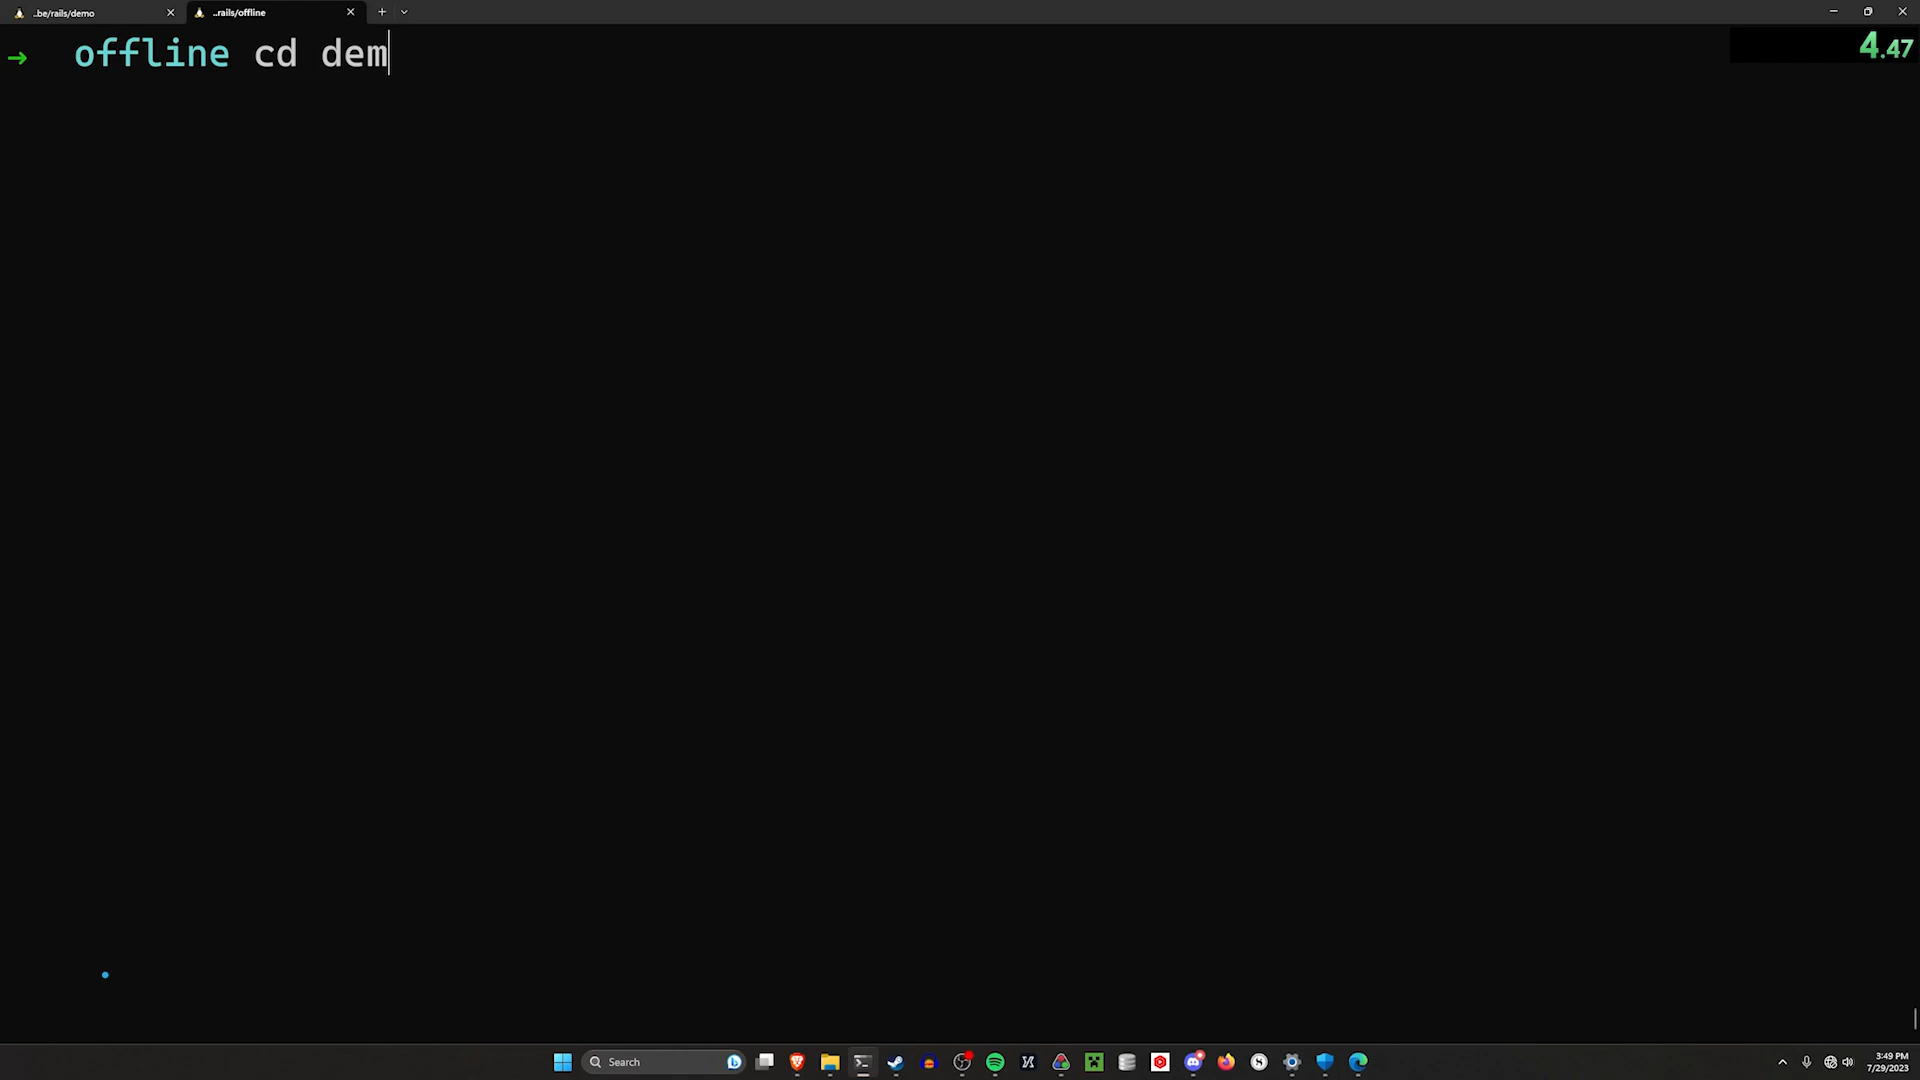 ..be/rails/demo
..rails/offline
→ offline cd dem
4.47
Search
3:49 PM
7/29/2023